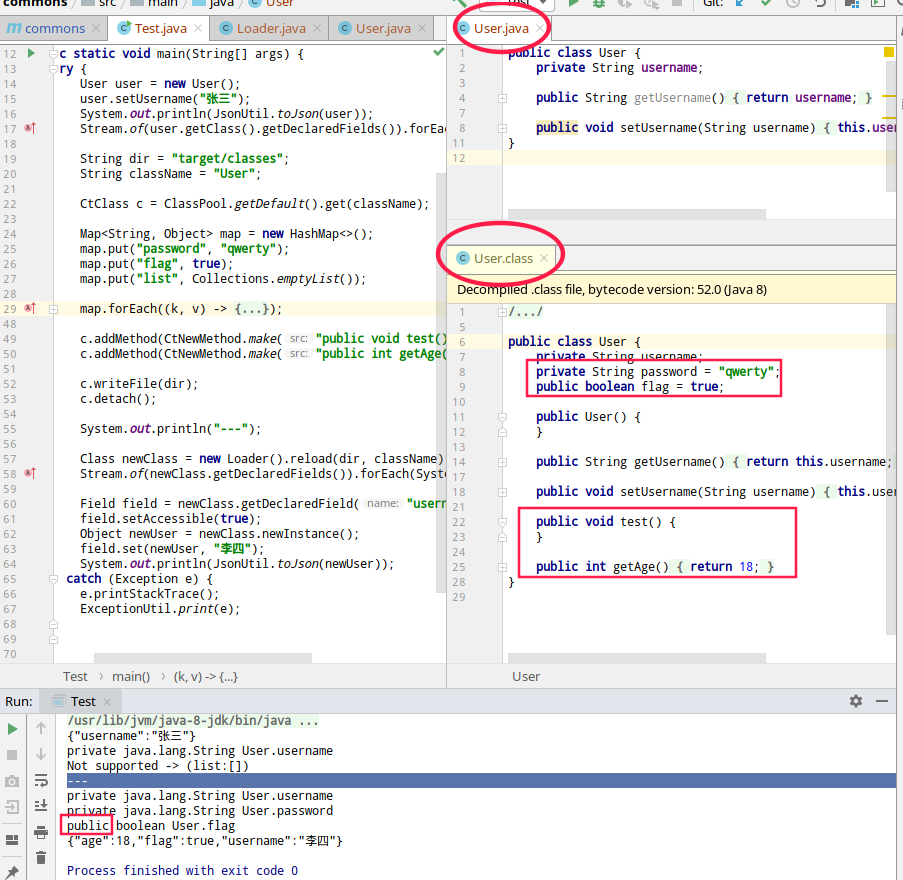 commons src main java User Test Git:
commons Test.java Loader.java User.java
12 c static void main(String[] args) {
13 ry {
14 User user = new User();
15 user.setUsername("张三");
16 System.out.println(JsonUtil.toJson(user));
17 Stream.of(user.getClass().getDeclaredFields()).forEac
18
19 String dir = "target/classes";
20 String className = "User";
21
22 CtClass c = ClassPool.getDefault().get(className);
23
24 Map<String, Object> map = new HashMap<>();
25 map.put("password", "qwerty");
26 map.put("flag", true);
27 map.put("list", Collections.emptyList());
28
29 map.forEach((k, v) -> {...});
48
49 c.addMethod(CtNewMethod.make( src: "public void test()
50 c.addMethod(CtNewMethod.make( src: "public int getAge(
51
52 c.writeFile(dir);
53 c.detach();
54
55 System.out.println("---");
56
57 Class newClass = new Loader().reload(dir, className)
58 Stream.of(newClass.getDeclaredFields()).forEach(Syste
59
60 Field field = newClass.getDeclaredField( name: "usern
61 field.setAccessible(true);
62 Object newUser = newClass.newInstance();
63 field.set(newUser, "李四");
64 System.out.println(JsonUtil.toJson(newUser));
65 catch (Exception e) {
66 e.printStackTrace();
67 ExceptionUtil.print(e);
68
69
70
Test › main() › (k, v) -> {...}
User.java
1 public class User {
2 private String username;
3
4 public String getUsername() { return username; }
7
8 public void setUsername(String username) { this.user
11 }
12
User.class
Decompiled .class file, bytecode version: 52.0 (Java 8)
1 /.../
5
6 public class User {
7 private String username;
8 private String password = "qwerty";
9 public boolean flag = true;
10
11 public User() {
12 }
13
14 public String getUsername() { return this.username;
17
18 public void setUsername(String username) { this.user
21
22 public void test() {
23 }
24
25 public int getAge() { return 18; }
28 }
29
User
Run: Test
/usr/lib/jvm/java-8-jdk/bin/java ...
{"username":"张三"}
private java.lang.String User.username
Not supported -> (list:[])
---
private java.lang.String User.username
private java.lang.String User.password
public boolean User.flag
{"age":18,"flag":true,"username":"李四"}
Process finished with exit code 0